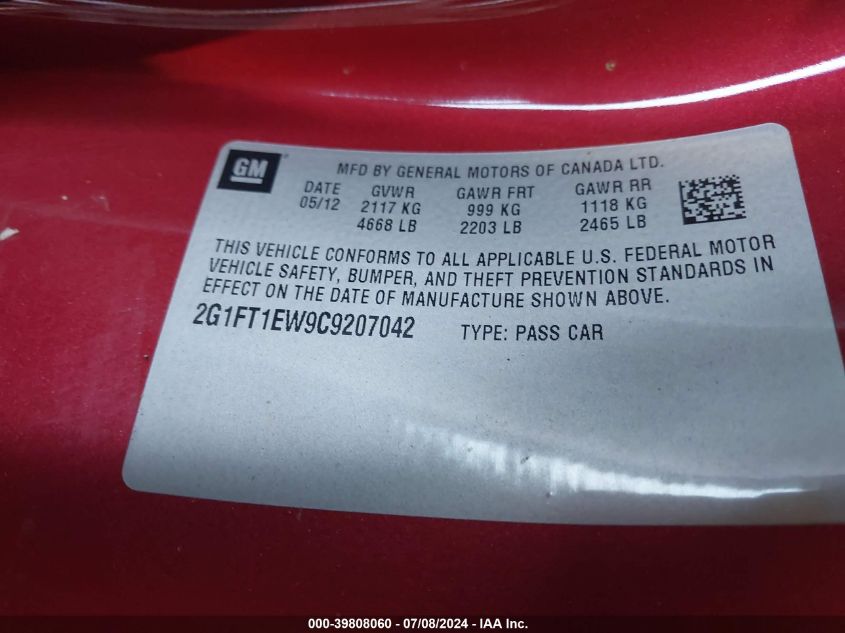 GM
MFD BY GENERAL MOTORS OF CANADA LTD.
DATE GVWR GAWR FRT GAWR RR
05/12 2117 KG 999 KG 1118 KG
4668 LB 2203 LB 2465 LB
THIS VEHICLE CONFORMS TO ALL APPLICABLE U.S. FEDERAL MOTOR
VEHICLE SAFETY, BUMPER, AND THEFT PREVENTION STANDARDS IN
EFFECT ON THE DATE OF MANUFACTURE SHOWN ABOVE.
2G1FT1EW9C9207042 TYPE: PASS CAR
000-39808060 / 07/08/2024 / IAA Inc.